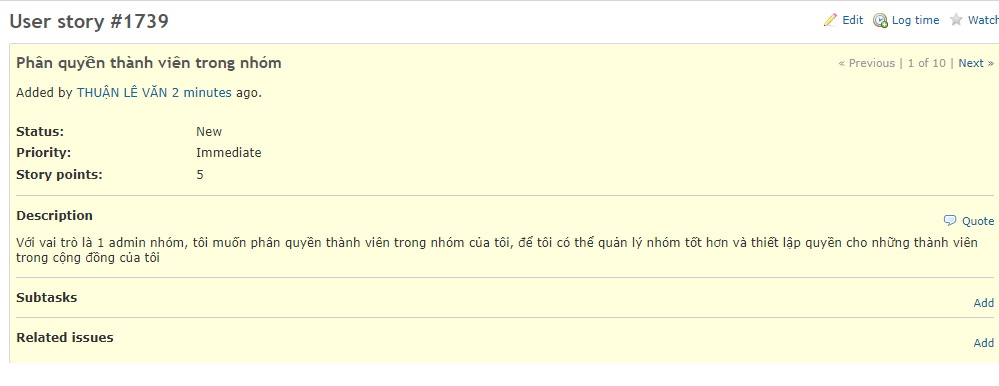 User story #1739
Edit Log time Watch
Phân quyền thành viên trong nhóm
« Previous | 1 of 10 | Next »
Added by THUẬN LÊ VĂN 2 minutes ago.
Status: New
Priority: Immediate
Story points: 5
Description
Quote
Với vai trò là 1 admin nhóm, tôi muốn phân quyền thành viên trong nhóm của tôi, để tôi có thể quản lý nhóm tốt hơn và thiết lập quyền cho những thành viên
trong cộng đồng của tôi
Subtasks
Add
Related issues
Add